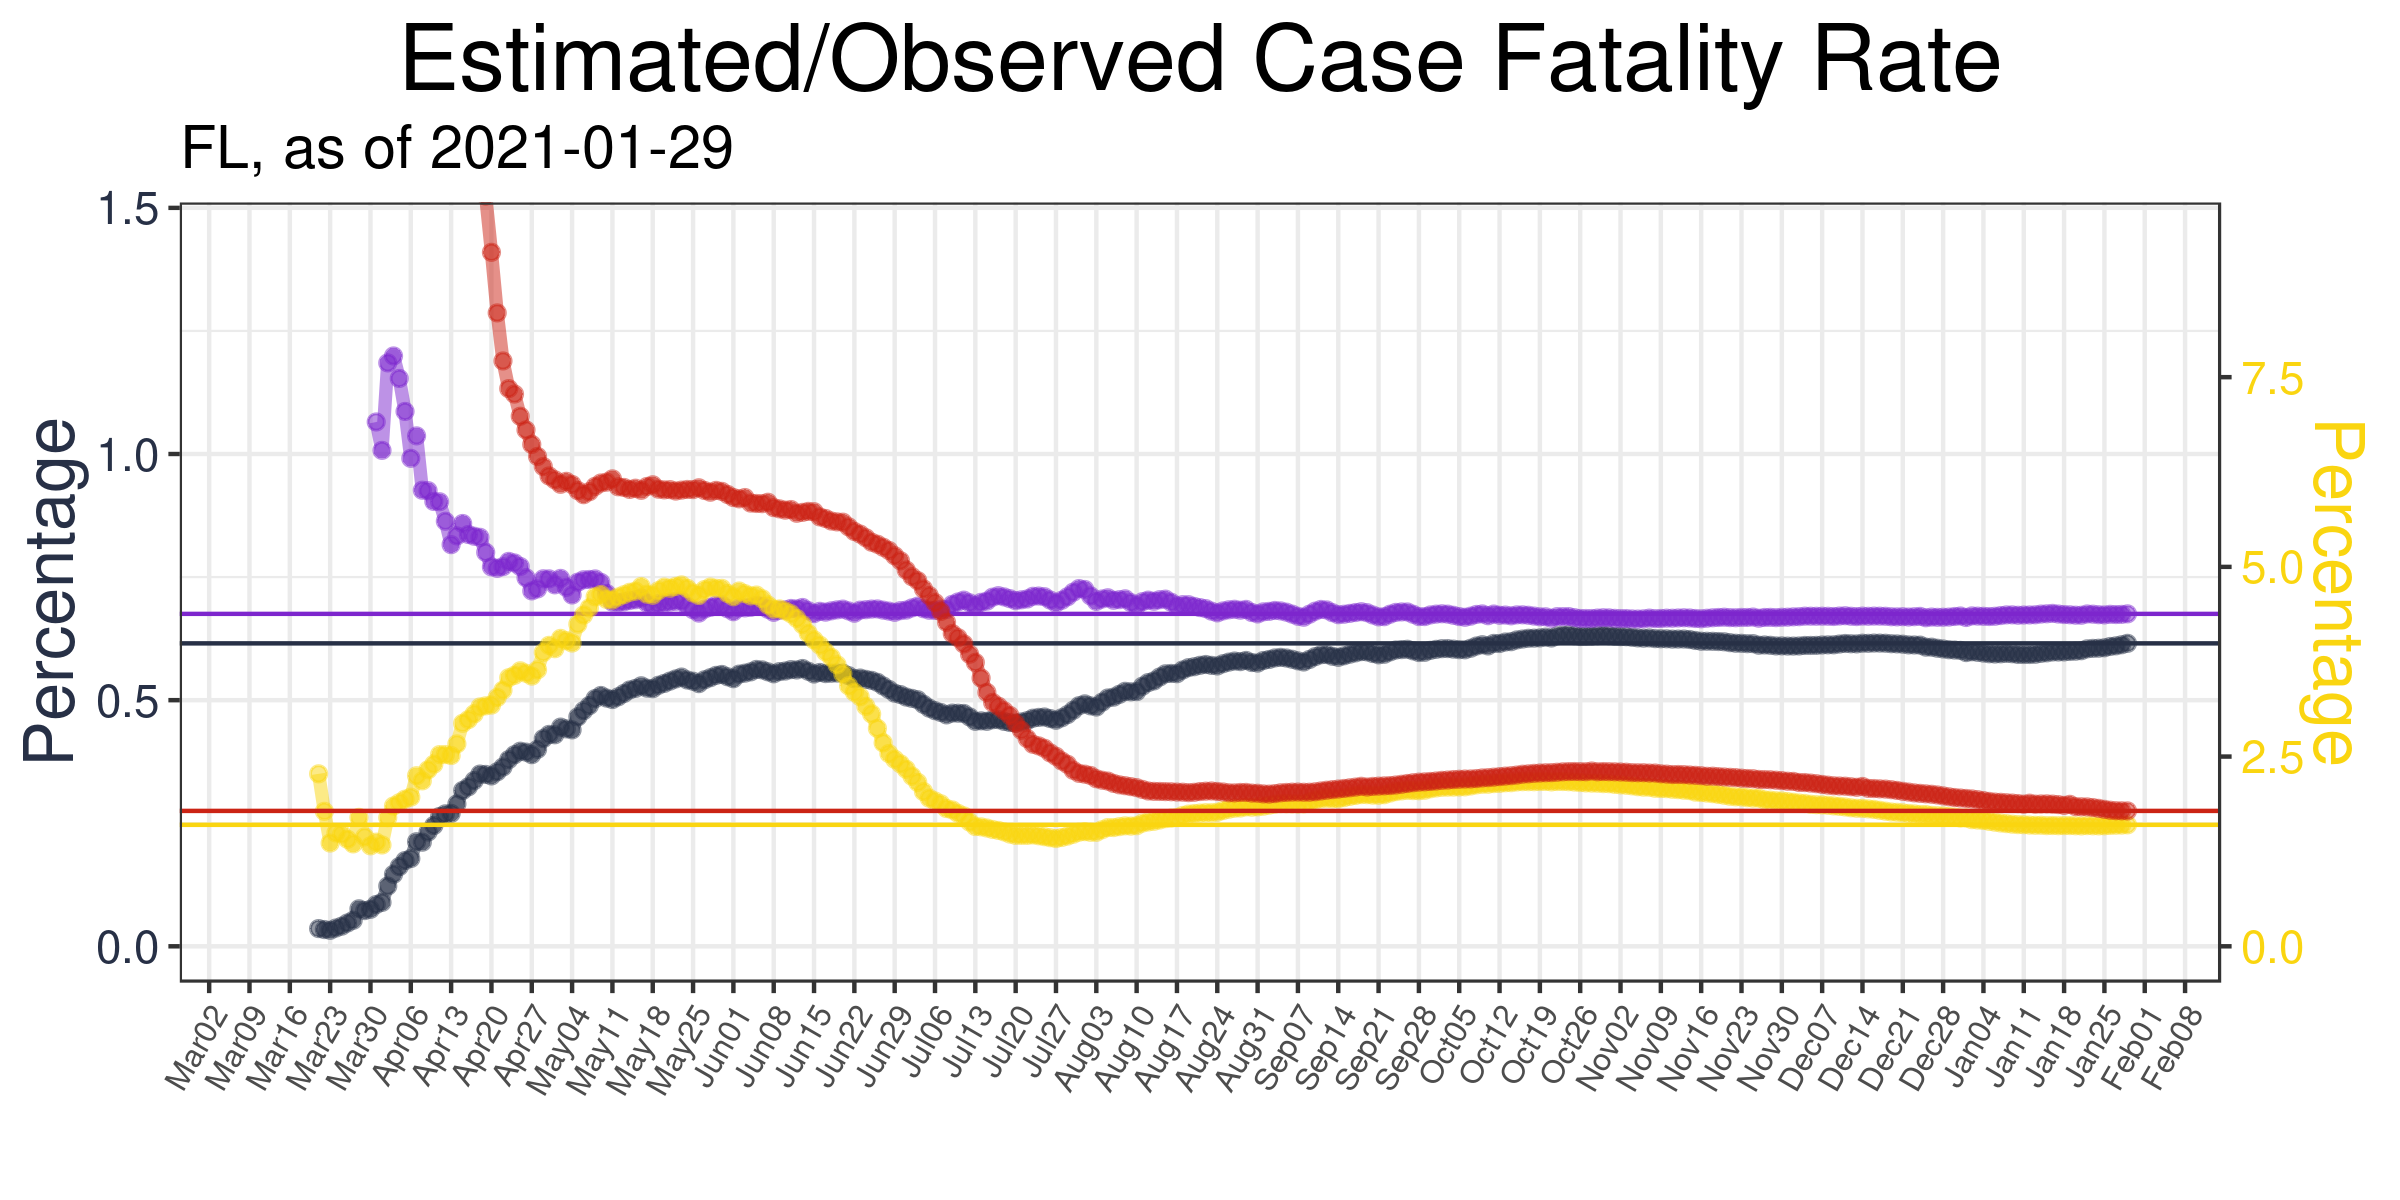 Estimated/Observed Case Fatality Rate
FL, as of 2021-01-29
Percentage
1.5
1.0
0.5
0.0
7.5
5.0
2.5
0.0
Percentage
Mar02
Mar09
Mar16
Mar23
Mar30
Apr06
Apr13
Apr20
Apr27
May04
May11
May18
May25
Jun01
Jun08
Jun15
Jun22
Jun29
Jul06
Jul13
Jul20
Jul27
Aug03
Aug10
Aug17
Aug24
Aug31
Sep07
Sep14
Sep21
Sep28
Oct05
Oct12
Oct19
Oct26
Nov02
Nov09
Nov16
Nov23
Nov30
Dec07
Dec14
Dec21
Dec28
Jan04
Jan11
Jan18
Jan25
Feb01
Feb08